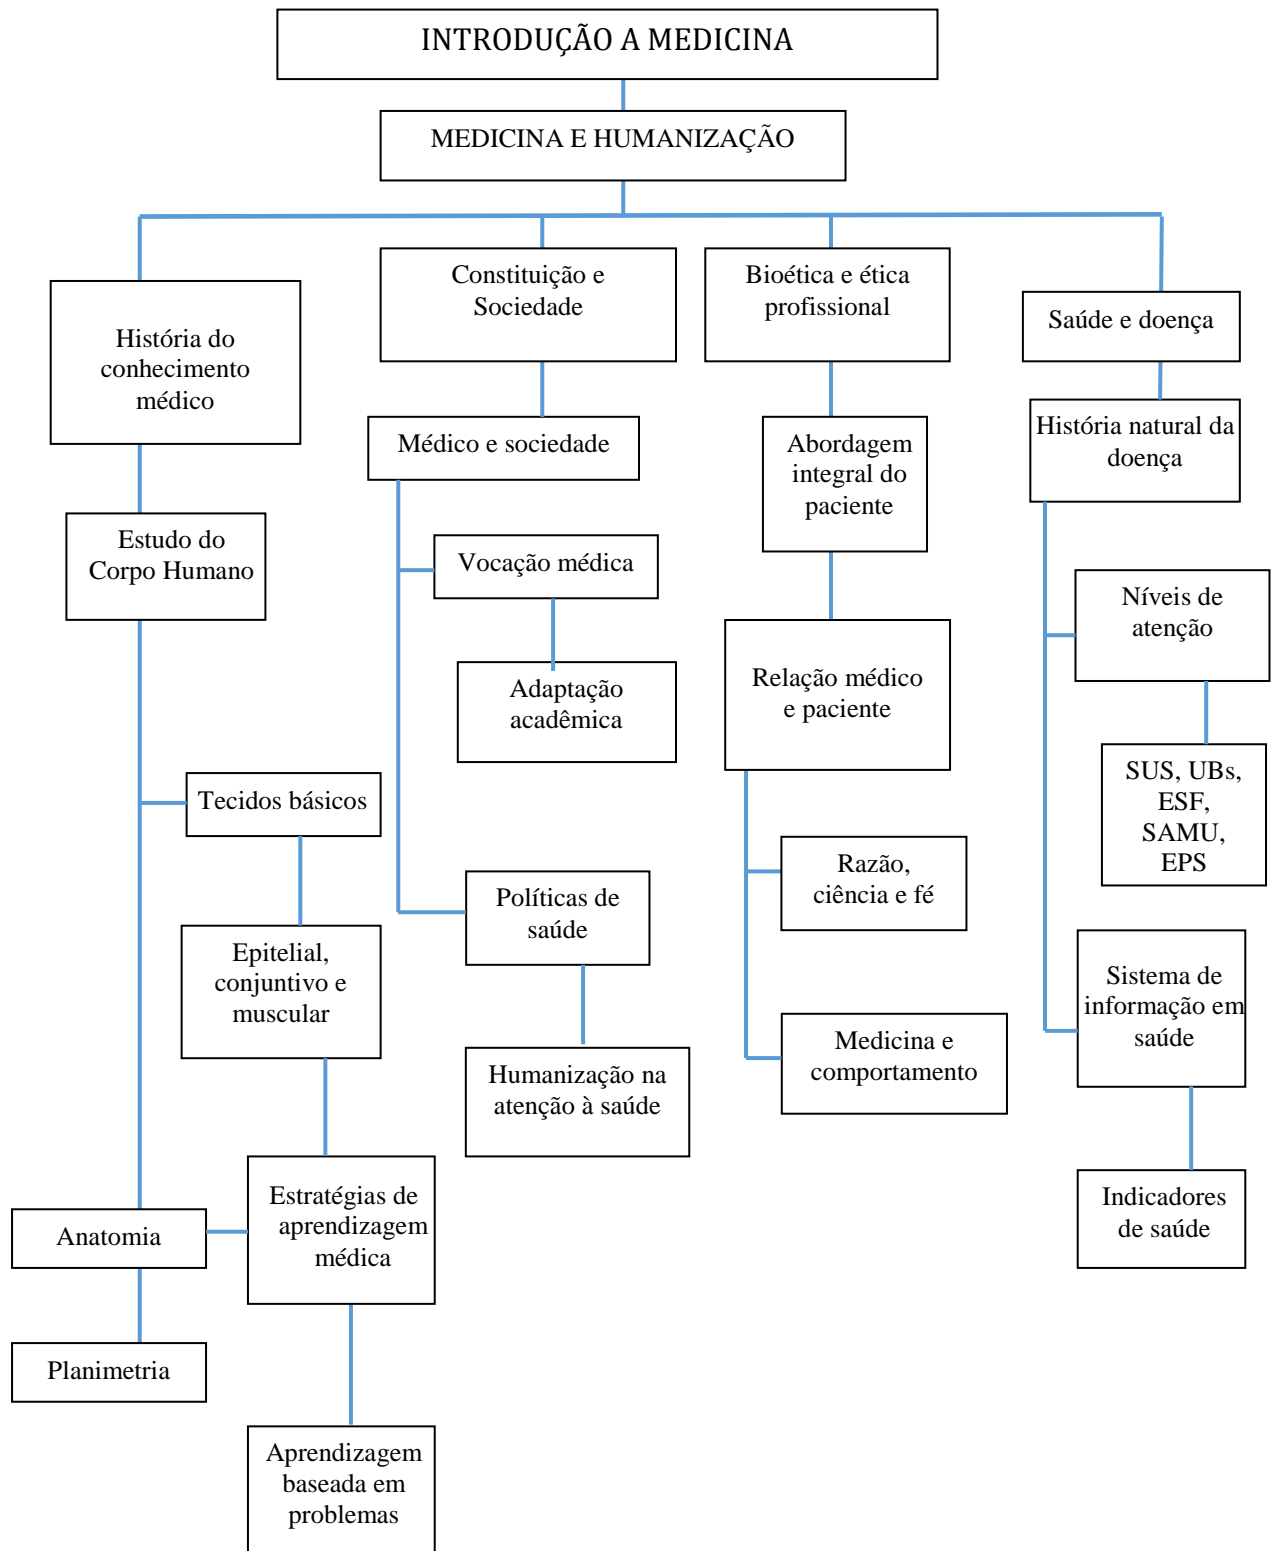 INTRODUÇÃO A MEDICINA
MEDICINA E HUMANIZAÇÃO
História do
conhecimento
médico
Estudo do
Corpo Humano
Tecidos básicos
Epitelial,
conjuntivo e
muscular
Estratégias de
aprendizagem
médica
Anatomia
Planimetria
Aprendizagem
baseada em
problemas
Constituição e
Sociedade
Médico e sociedade
Vocação médica
Adaptação
acadêmica
Políticas de
saúde
Humanização na
atenção à saúde
Bioética e ética
profissional
Abordagem
integral do
paciente
Relação médico
e paciente
Razão,
ciência e fé
Medicina e
comportamento
Saúde e doença
História natural da
doença
Níveis de
atenção
SUS, UBs,
ESF,
SAMU,
EPS
Sistema de
informação em
saúde
Indicadores
de saúde